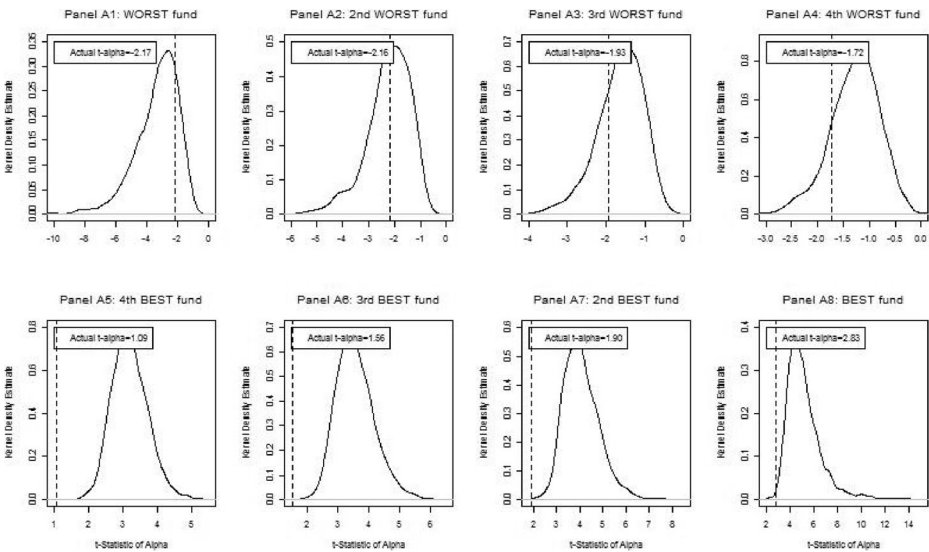 Panel A1: WORST fund
Panel A2: 2nd WORST fund
Panel A3: 3rd WORST fund
Panel A4: 4th WORST fund
Kernel Density Estimate
0.00 0.05 0.10 0.15 0.20 0.25 0.30 0.35
Actual t-alpha=-2.17
-10 -8 -6 -4 -2 0
Kernel Density Estimate
0.0 0.1 0.2 0.3 0.4 0.5
Actual t-alpha=-2.16
-6 -5 -4 -3 -2 -1 0
Kernel Density Estimate
0.0 0.1 0.2 0.3 0.4 0.5 0.6 0.7
Actual t-alpha=-1.93
-4 -3 -2 -1 0
Kernel Density Estimate
0.0 0.2 0.4 0.6 0.8
Actual t-alpha=-1.72
-3.0 -2.5 -2.0 -1.5 -1.0 -0.5 0.0
Panel A5: 4th BEST fund
Panel A6: 3rd BEST fund
Panel A7: 2nd BEST fund
Panel A8: BEST fund
Kernel Density Estimate
0.0 0.2 0.4 0.6 0.8
Actual t-alpha=1.09
1 2 3 4 5
t-Statistic of Alpha
Kernel Density Estimate
0.0 0.1 0.2 0.3 0.4 0.5 0.6 0.7
Actual t-alpha=1.56
2 3 4 5 6
t-Statistic of Alpha
Kernel Density Estimate
0.0 0.1 0.2 0.3 0.4 0.5 0.6
Actual t-alpha=1.90
2 3 4 5 6 7 8
t-Statistic of Alpha
Kernel Density Estimate
0.0 0.1 0.2 0.3 0.4
Actual t-alpha=2.83
2 4 6 8 10 12 14
t-Statistic of Alpha